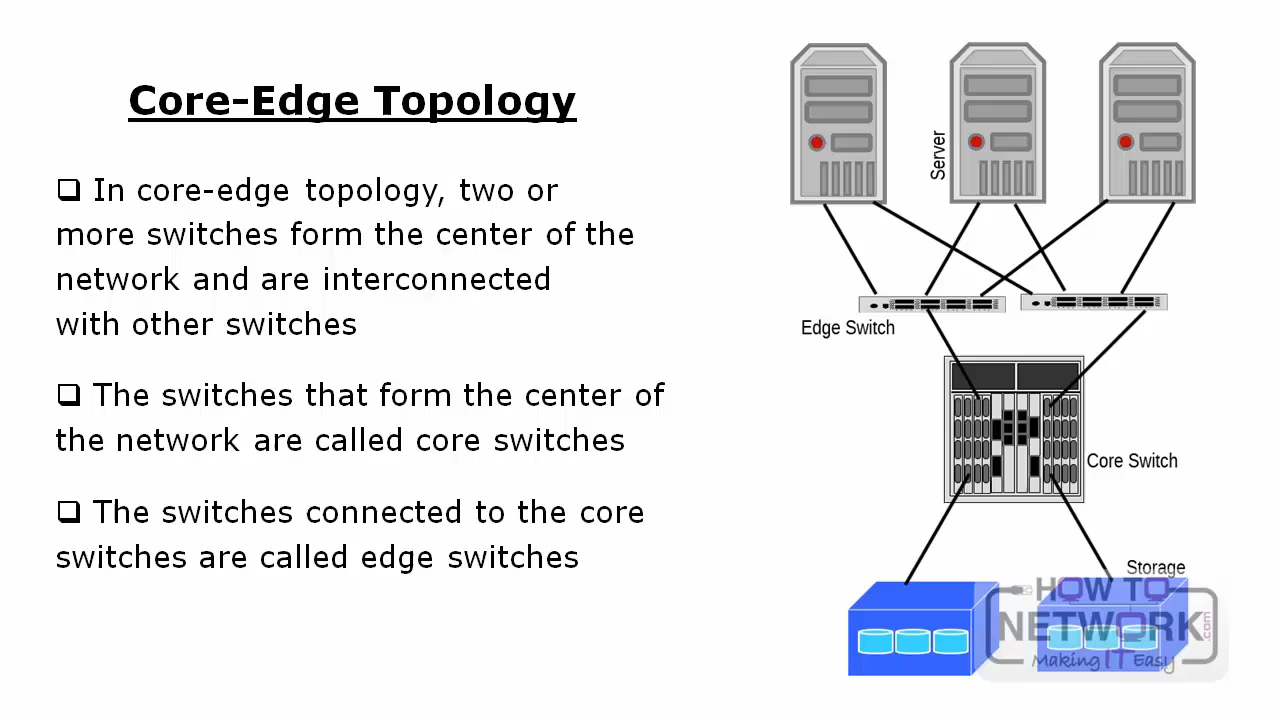 Core-Edge Topology
❑ In core-edge topology, two or
more switches form the center of the
network and are interconnected
with other switches
❑ The switches that form the center of
the network are called core switches
❑ The switches connected to the core
switches are called edge switches
Server
Edge Switch
Core Switch
Storage
HOW TO
NETWORK.com
Making IT Easy